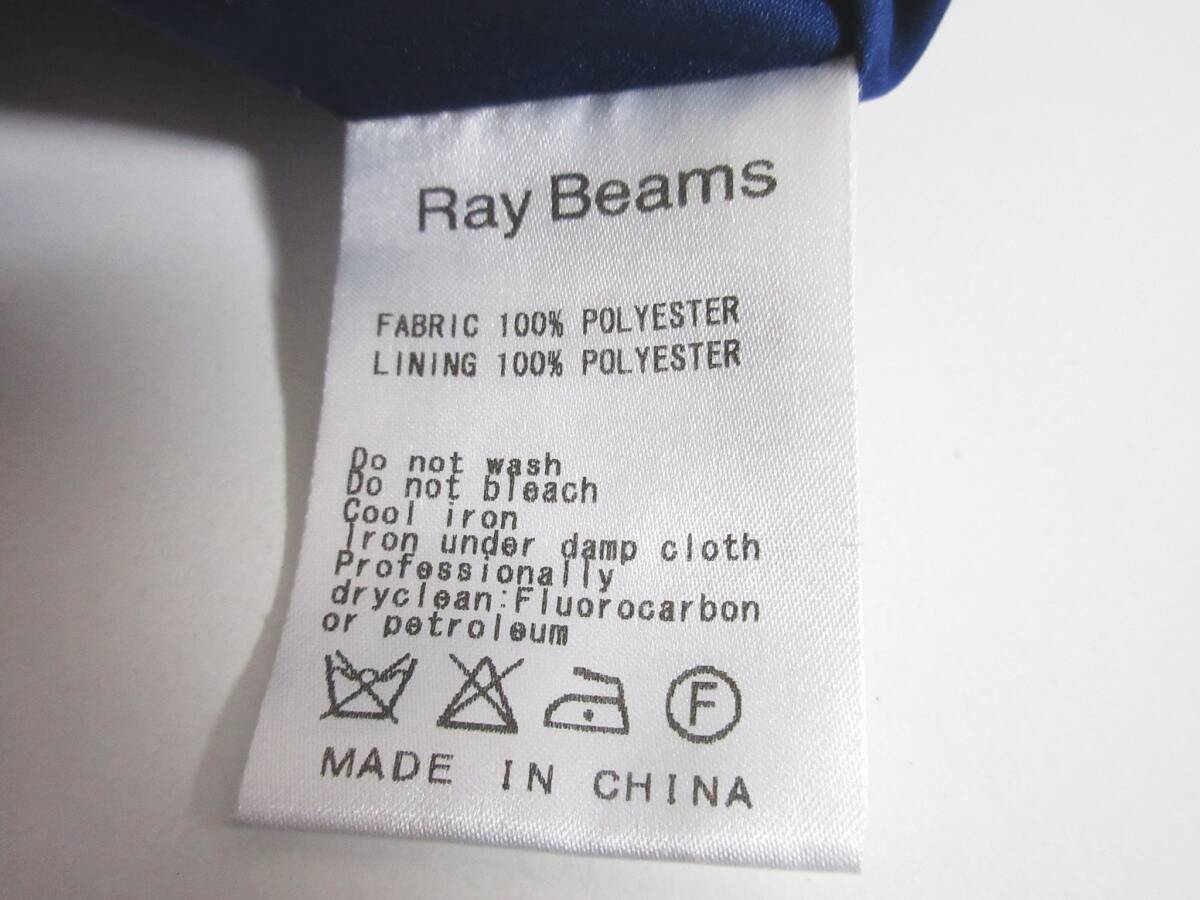 Ray Beams
FABRIC 100% POLYESTER
LINING 100% POLYESTER
Do not wash
Do not bleach
Cool iron
Iron under damp cloth
Professionally
dryclean:Fluorocarbon
or petroleum
F
MADE IN CHINA